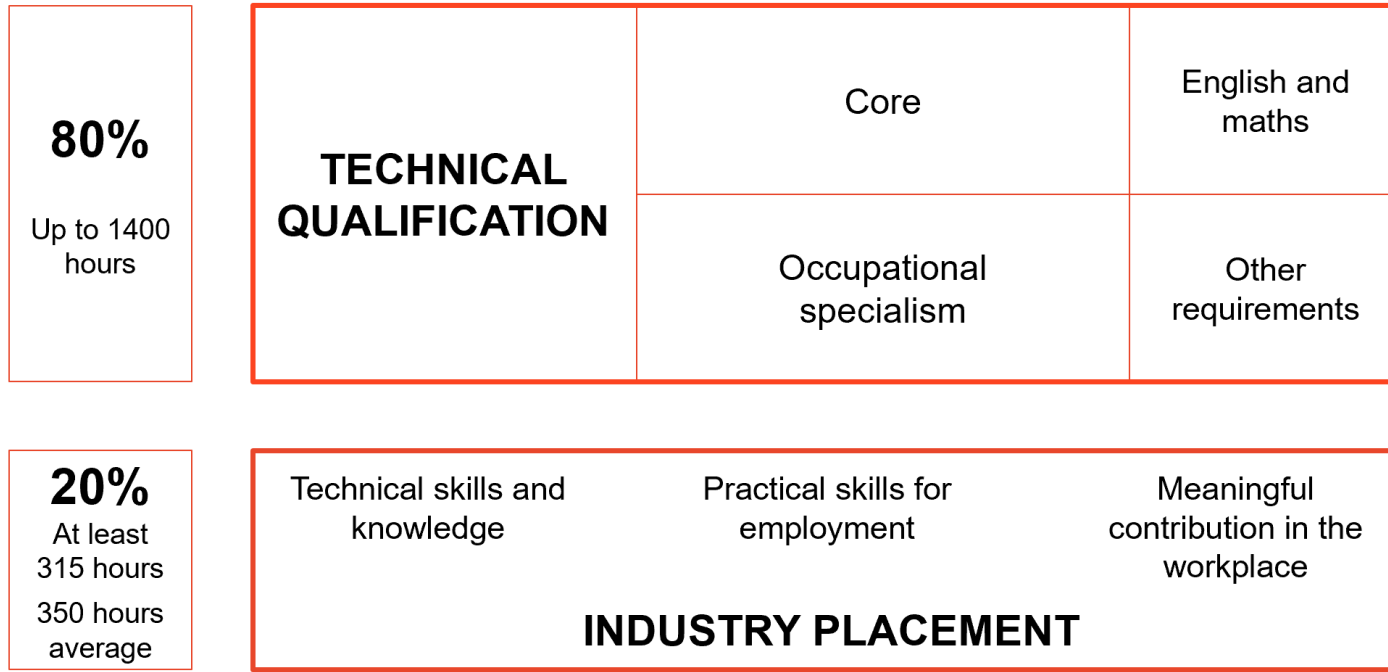 80%
Up to 1400
hours
TECHNICAL
QUALIFICATION
Core
English and
maths
Occupational
specialism
Other
requirements
20%
At least
315 hours
350 hours
average
Technical skills and
knowledge
Practical skills for
employment
Meaningful
contribution in the
workplace
INDUSTRY PLACEMENT